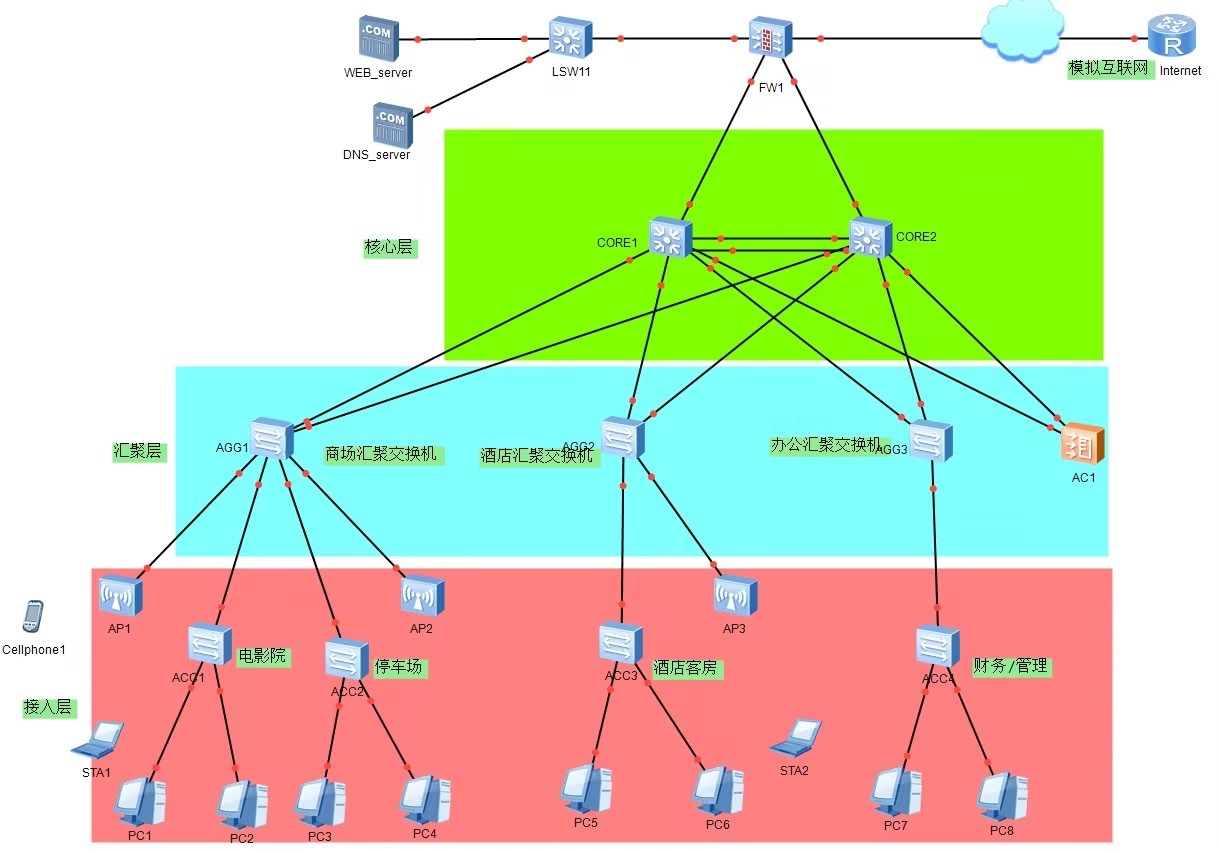 .COM
WEB_server
LSW11
FW1
模拟互联网
R
Internet
.COM
DNS_server
核心层
CORE1
CORE2
汇聚层
AGG1
商场汇聚交换机
AGG2
酒店汇聚交换机
办公汇聚交换机
AGG3
AC1
AP1
AP2
AP3
Cellphone1
ACC1
电影院
ACC2
停车场
ACC3
酒店客房
ACC4
财务/管理
接入层
STA1
STA2
PC1
PC2
PC3
PC4
PC5
PC6
PC7
PC8